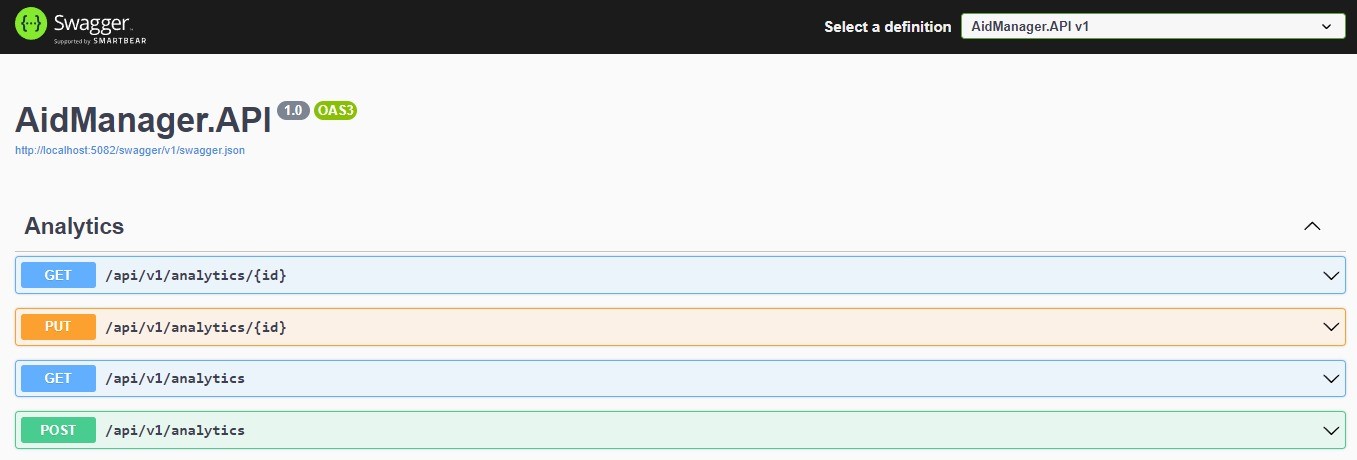 {···} Swagger
Supported by SMARTBEAR
Select a definition
AidManager.API v1
AidManager.API 1.0 OAS3
http://localhost:5082/swagger/v1/swagger.json
Analytics
GET /api/v1/analytics/{id}
PUT /api/v1/analytics/{id}
GET /api/v1/analytics
POST /api/v1/analytics